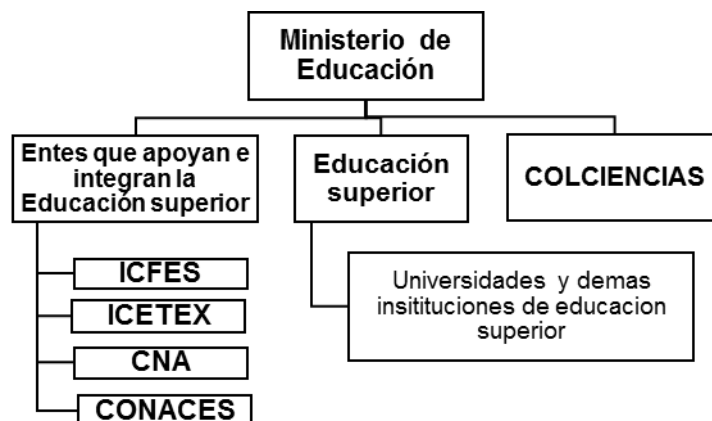 Ministerio de
Educación
Entes que apoyan e
integran la
Educación superior
ICFES
ICETEX
CNA
CONACES
Educación
superior
Universidades y demas
insitituciones de educacion
superior
COLCIENCIAS